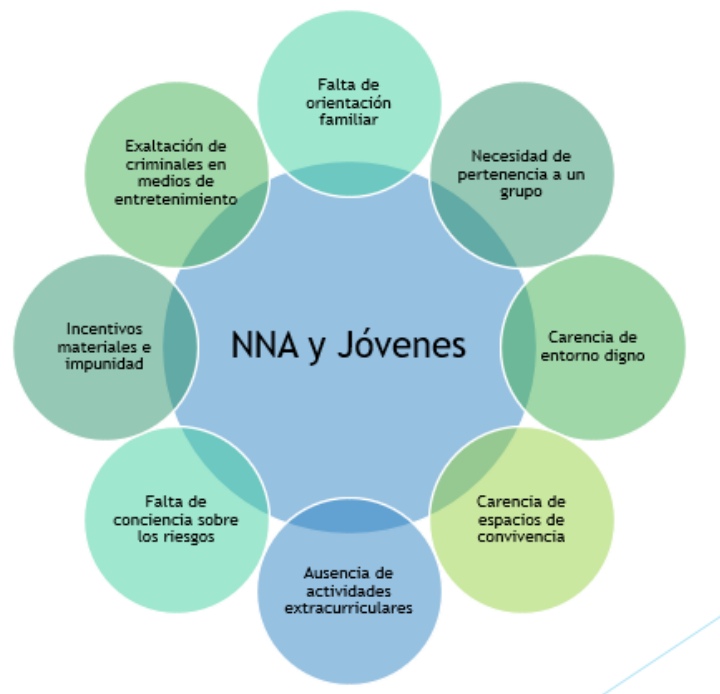 Falta de
orientación
familiar
Necesidad de
pertenencia a un
grupo
Carencia de
entorno digno
Carencia de
espacios de
convivencia
Ausencia de
actividades
extracurriculares
Falta de
conciencia sobre
los riesgos
Incentivos
materiales e
impunidad
Exaltación de
criminales en
medios de
entretenimiento
NNA y Jóvenes